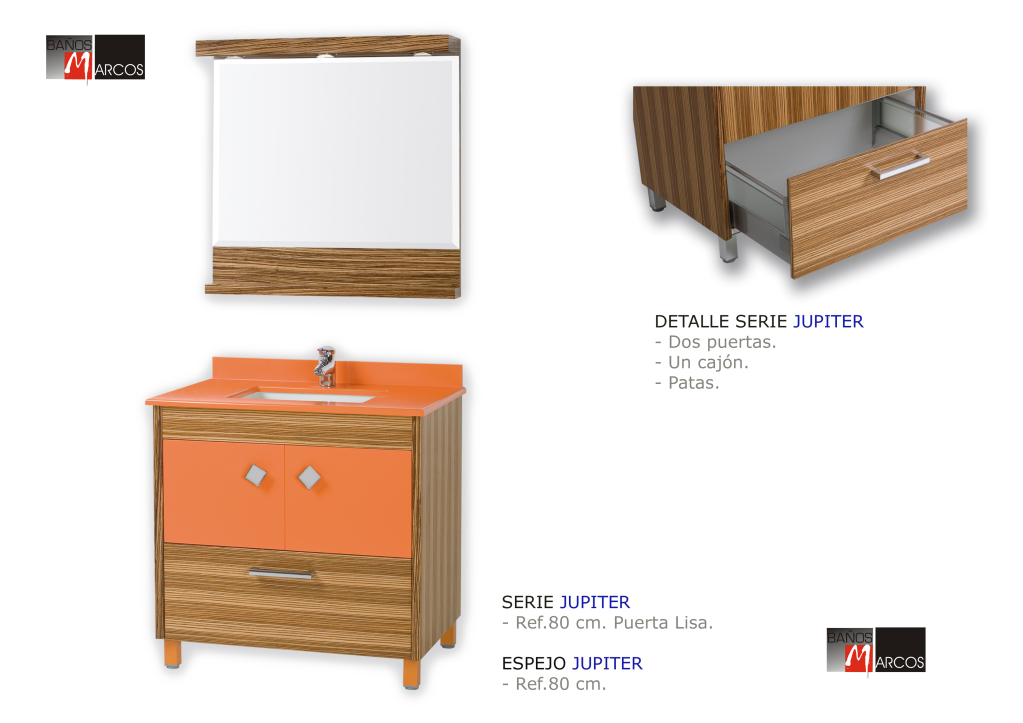 BAÑOS
MARCOS
DETALLE SERIE JUPITER
- Dos puertas.
- Un cajón.
- Patas.
SERIE JUPITER
- Ref.80 cm. Puerta Lisa.
ESPEJO JUPITER
- Ref.80 cm.
BAÑOS
MARCOS